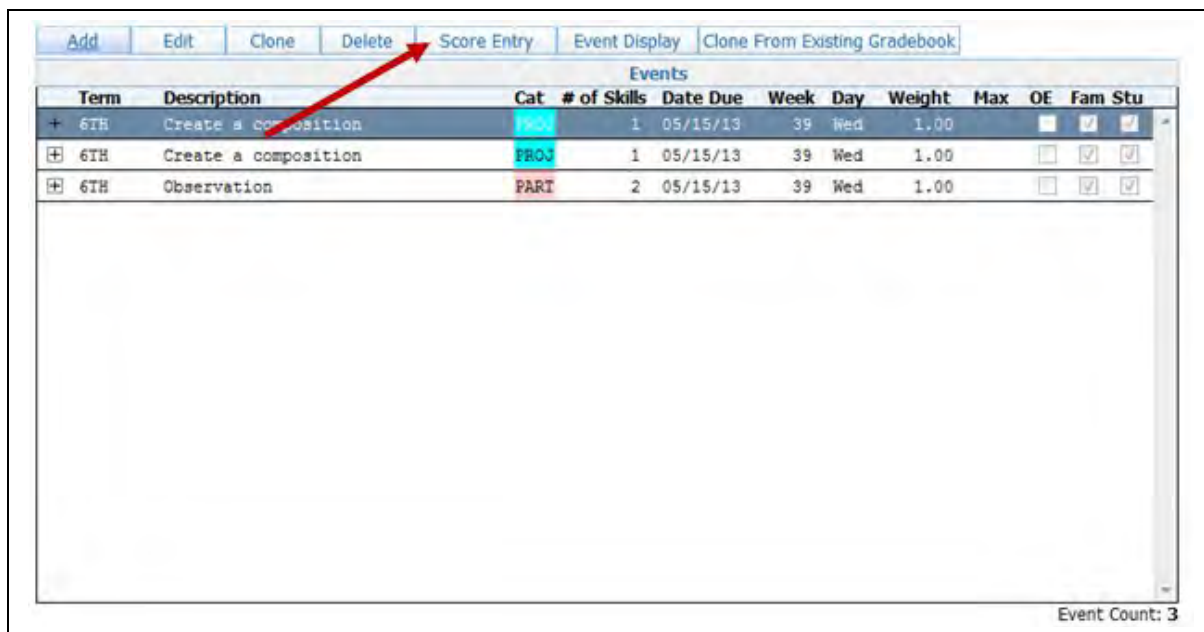 Add Edit Clone Delete Score Entry Event Display Clone From Existing Gradebook
Events
Term Description Cat # of Skills Date Due Week Day Weight Max OE Fam Stu
6TH Create a composition PROJ 1 05/15/13 39 Wed 1.00
6TH Create a composition PROJ 1 05/15/13 39 Wed 1.00
6TH Observation PART 2 05/15/13 39 Wed 1.00
Event Count: 3